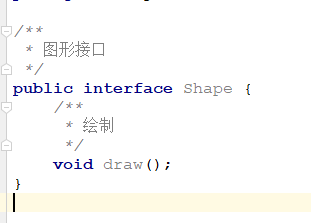 /**
 * 图形接口
 */
public interface Shape {
    /**
     * 绘制
     */
    void draw();
}